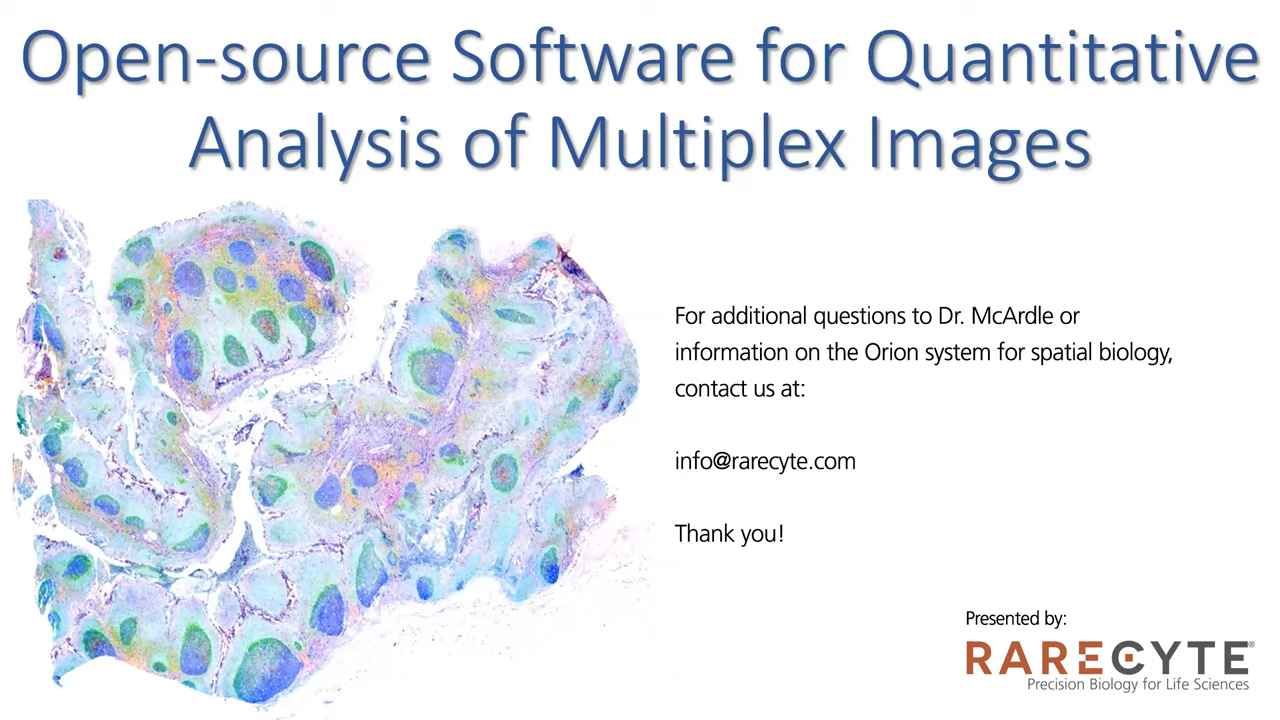 Open-source Software for Quantitative
Analysis of Multiplex Images
For additional questions to Dr. McArdle or
information on the Orion system for spatial biology,
contact us at:
info@rarecyte.com
Thank you!
Presented by:
RARECYTE®
Precision Biology for Life Sciences